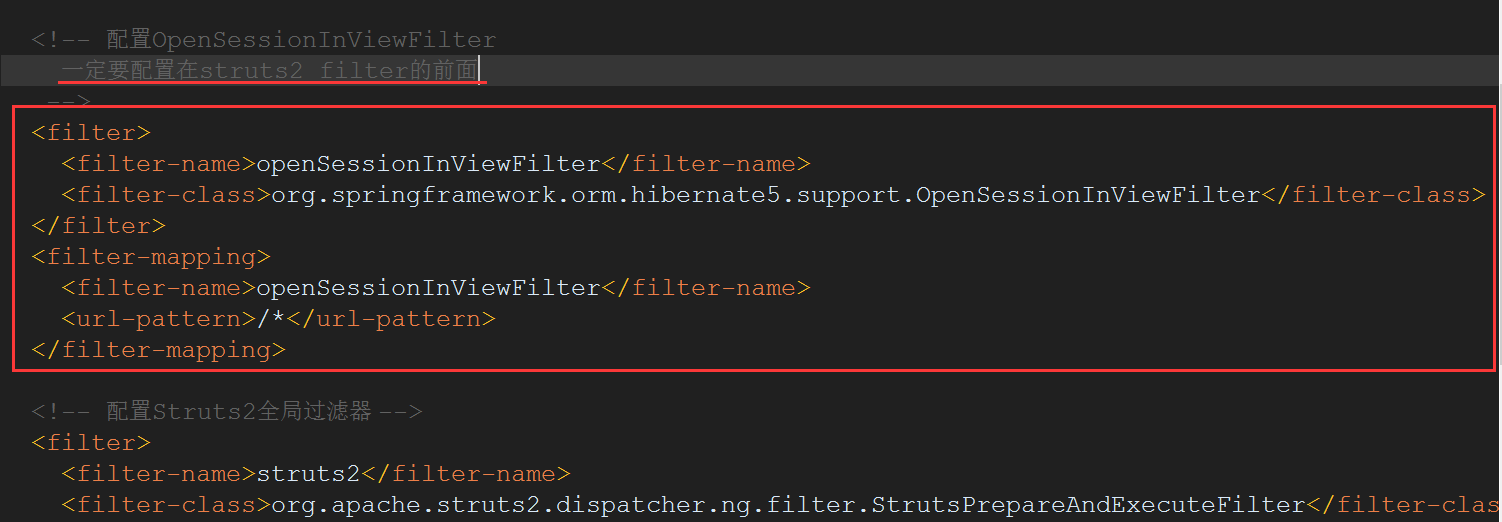 <!-- 配置OpenSessionInViewFilter
一定要配置在struts2 filter的前面
-->
<filter>
<filter-name>openSessionInViewFilter</filter-name>
<filter-class>org.springframework.orm.hibernate5.support.OpenSessionInViewFilter</filter-class>
</filter>
<filter-mapping>
<filter-name>openSessionInViewFilter</filter-name>
<url-pattern>/*</url-pattern>
</filter-mapping>
<!-- 配置Struts2全局过滤器 -->
<filter>
<filter-name>struts2</filter-name>
<filter-class>org.apache.struts2.dispatcher.ng.filter.StrutsPrepareAndExecuteFilter</filter-clas